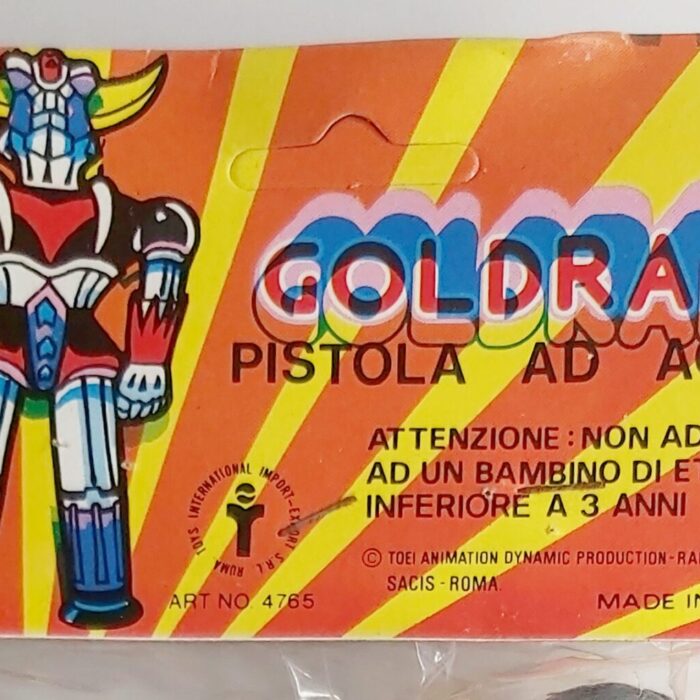 GOLDRA
PISTOLA AD A
ATTENZIONE: NON AD
AD UN BAMBINO DI ET
INFERIORE A 3 ANNI
TOYS INTERNATIONAL IMPORT-EXPORT S.R.L. ROMA
© TOEI ANIMATION DYNAMIC PRODUCTION-RAI
SACIS - ROMA.
ART NO. 4765
MADE IN